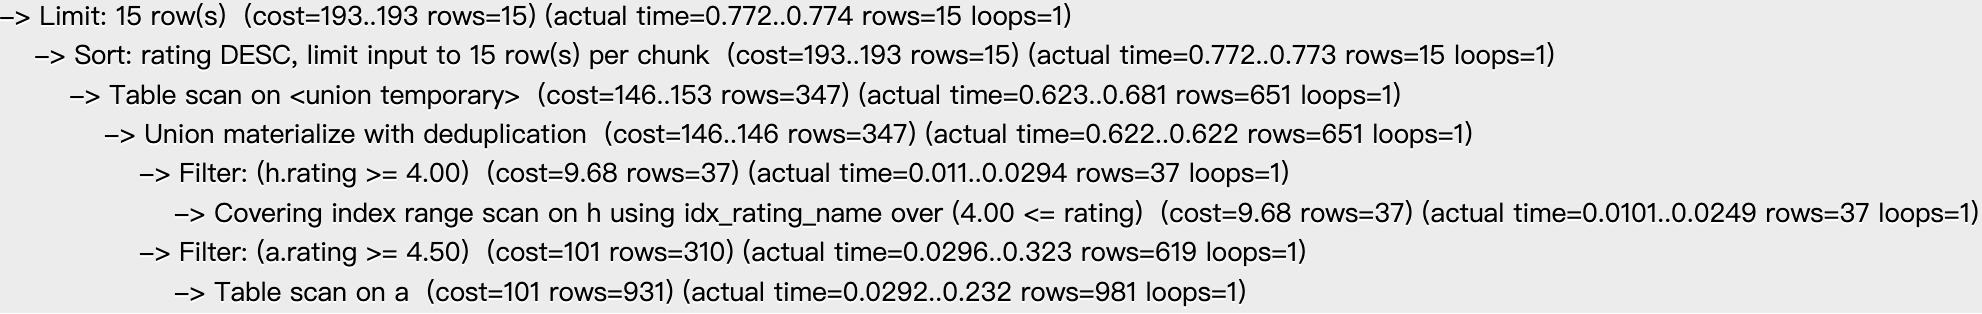 –> Limit: 15 row(s)  (cost=193..193 rows=15) (actual time=0.772..0.774 rows=15 loops=1)
–> Sort: rating DESC, limit input to 15 row(s) per chunk  (cost=193..193 rows=15) (actual time=0.772..0.773 rows=15 loops=1)
–> Table scan on <union temporary>  (cost=146..153 rows=347) (actual time=0.623..0.681 rows=651 loops=1)
–> Union materialize with deduplication  (cost=146..146 rows=347) (actual time=0.622..0.622 rows=651 loops=1)
–> Filter: (h.rating >= 4.00)  (cost=9.68 rows=37) (actual time=0.011..0.0294 rows=37 loops=1)
–> Covering index range scan on h using idx_rating_name over (4.00 <= rating)  (cost=9.68 rows=37) (actual time=0.0101..0.0249 rows=37 loops=1)
–> Filter: (a.rating >= 4.50)  (cost=101 rows=310) (actual time=0.0296..0.323 rows=619 loops=1)
–> Table scan on a  (cost=101 rows=931) (actual time=0.0292..0.232 rows=981 loops=1)